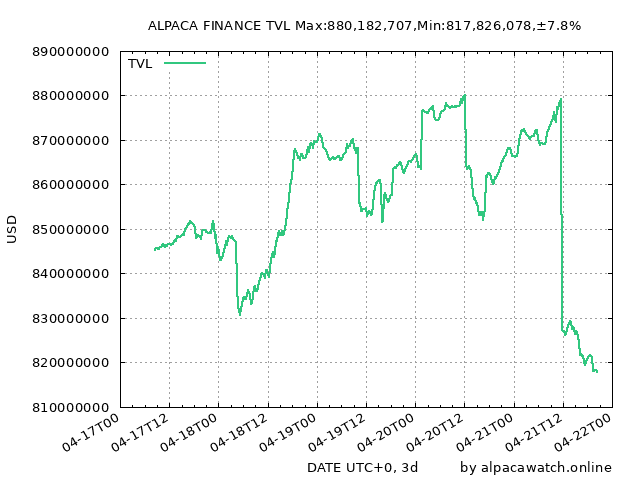 ALPACA FINANCE TVL Max:880,182,707,Min:817,826,078,±7.8%
TVL
USD
890000000
880000000
870000000
860000000
850000000
840000000
830000000
820000000
810000000
04-17T00
04-17T12
04-18T00
04-18T12
04-19T00
04-19T12
04-20T00
04-20T12
04-21T00
04-21T12
04-22T00
DATE UTC+0, 3d
by alpacawatch.online